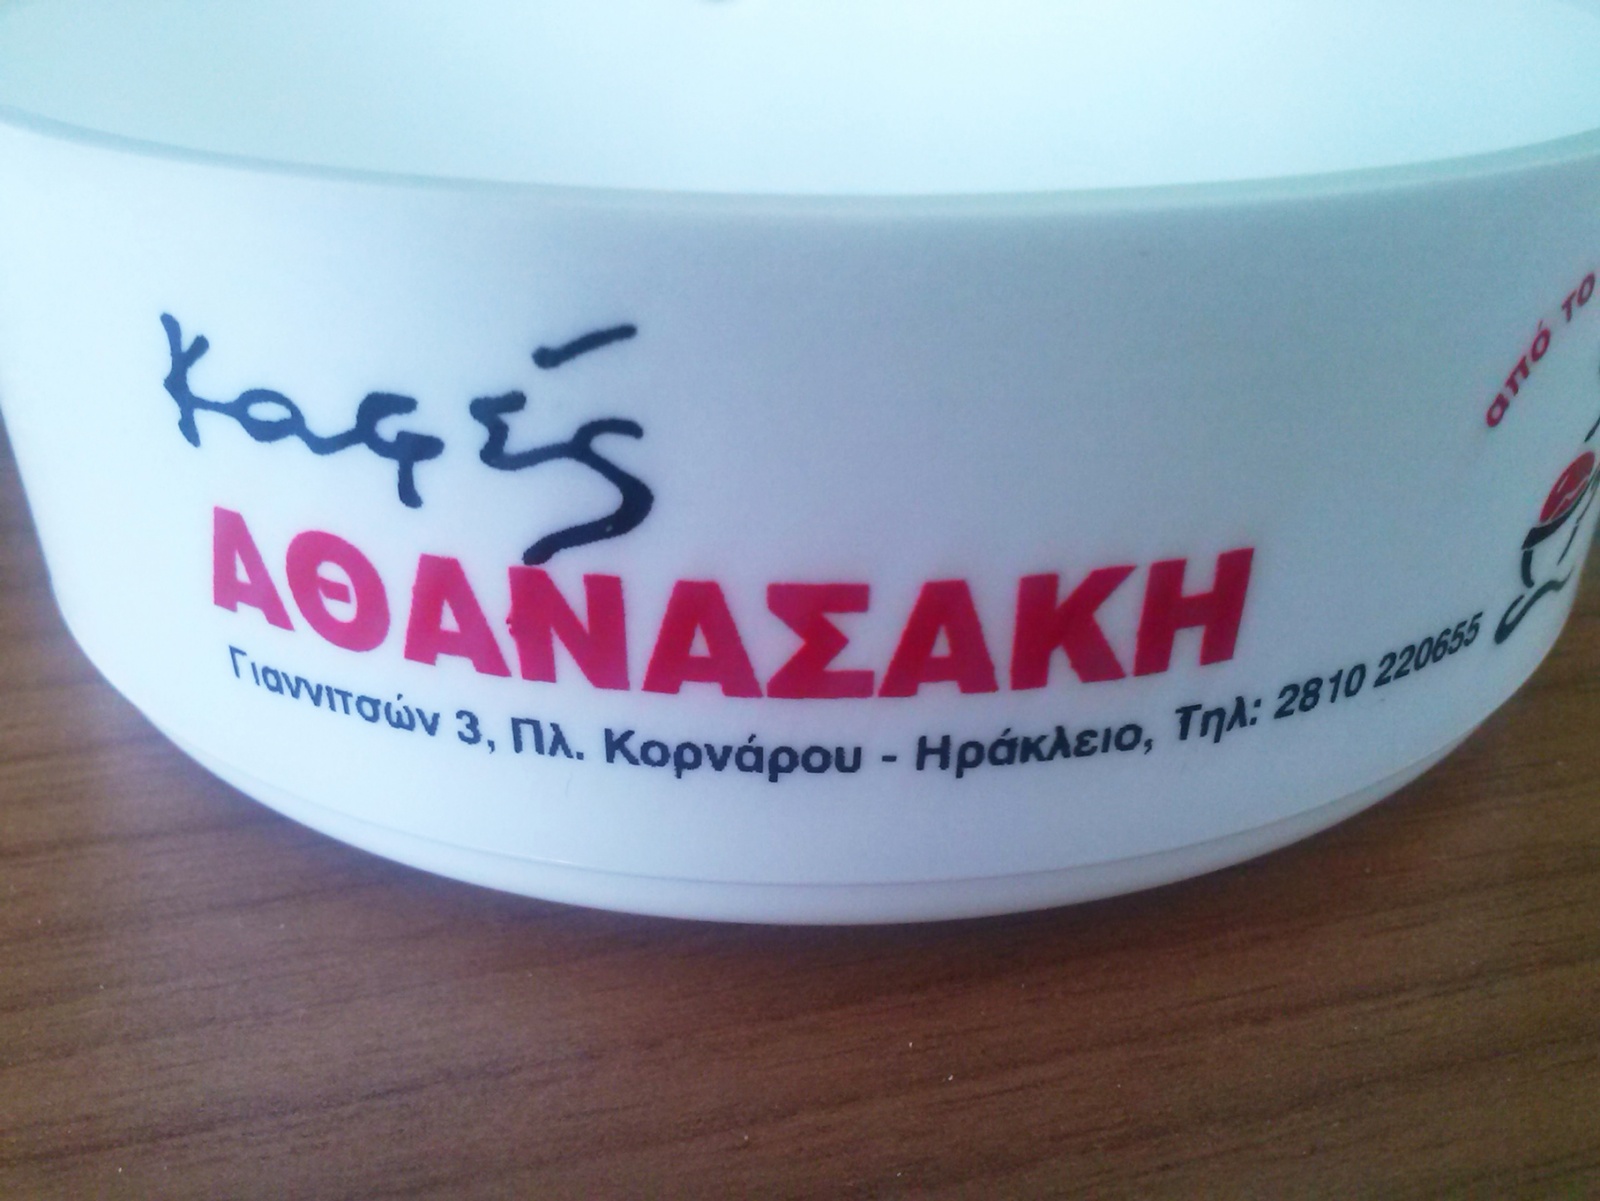 Καφές
ΑΘΑΝΑΣΑΚΗ
Γιαννιτσών 3, Πλ. Κορνάρου - Ηράκλειο, Τηλ: 2810 220655
από το